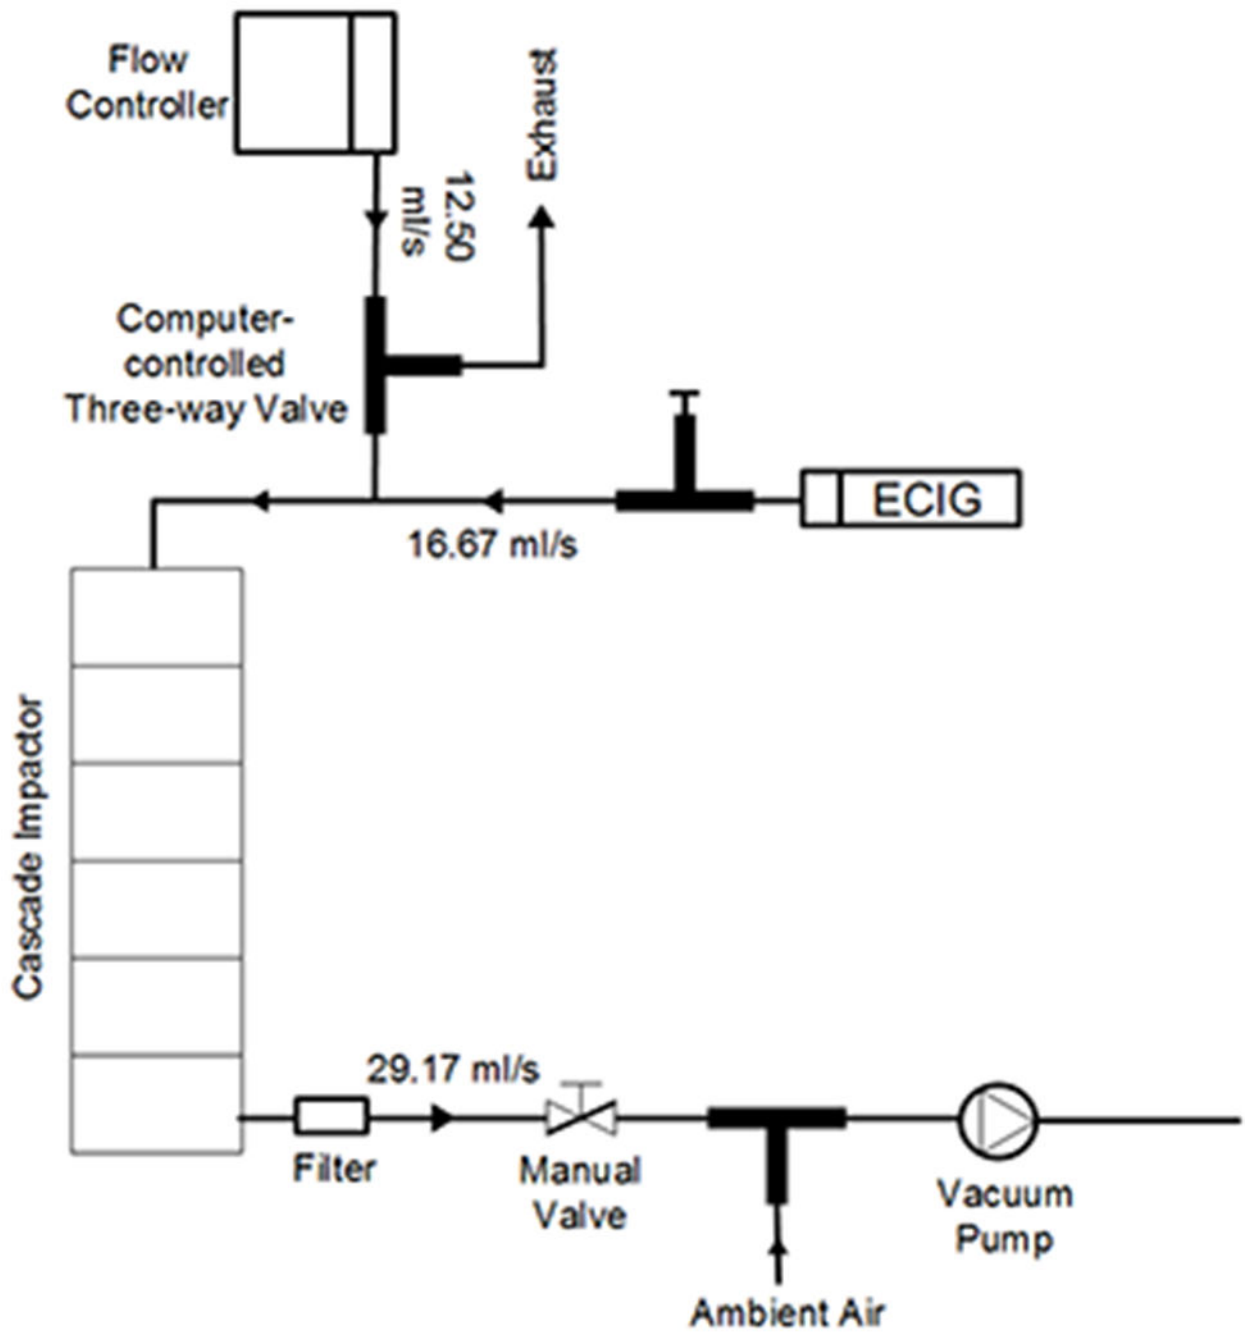 Flow
Controller
Exhaust
12.50
ml/s
Computer-
controlled
Three-way Valve
ECIG
16.67 ml/s
Cascade Impactor
29.17 ml/s
Filter
Manual
Valve
Vacuum
Pump
Ambient Air